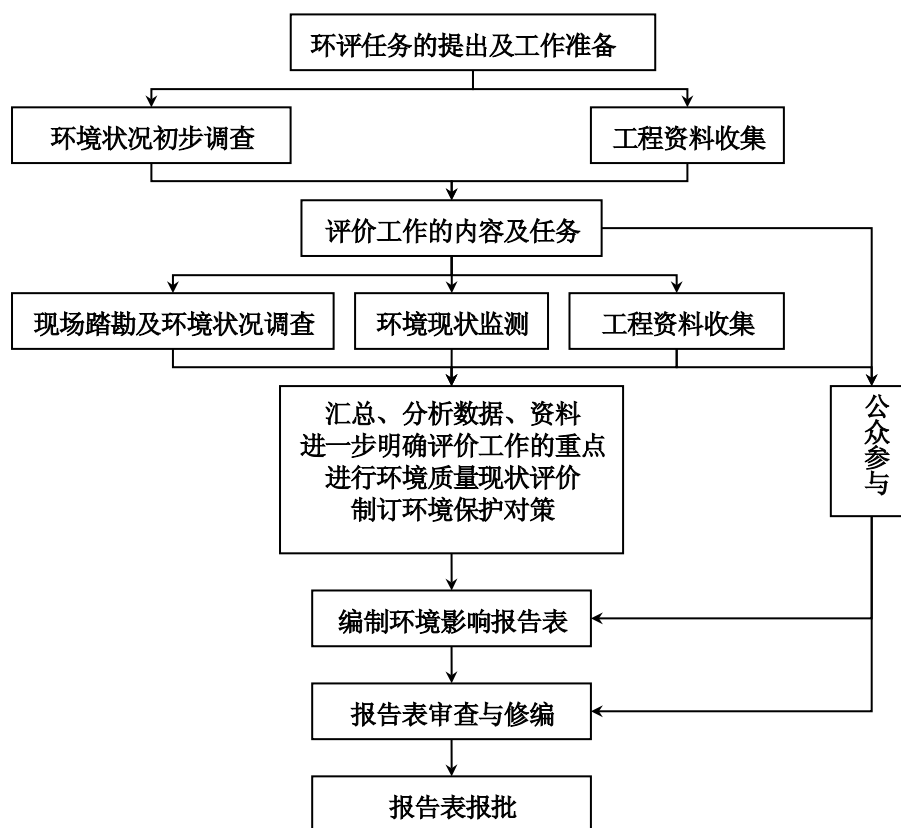 环评任务的提出及工作准备
环境状况初步调查
工程资料收集
评价工作的内容及任务
现场踏勘及环境状况调查
环境现状监测
工程资料收集
汇总、分析数据、资料
进一步明确评价工作的重点
进行环境质量现状评价
制订环境保护对策
公众参与
编制环境影响报告表
报告表审查与修编
报告表报批